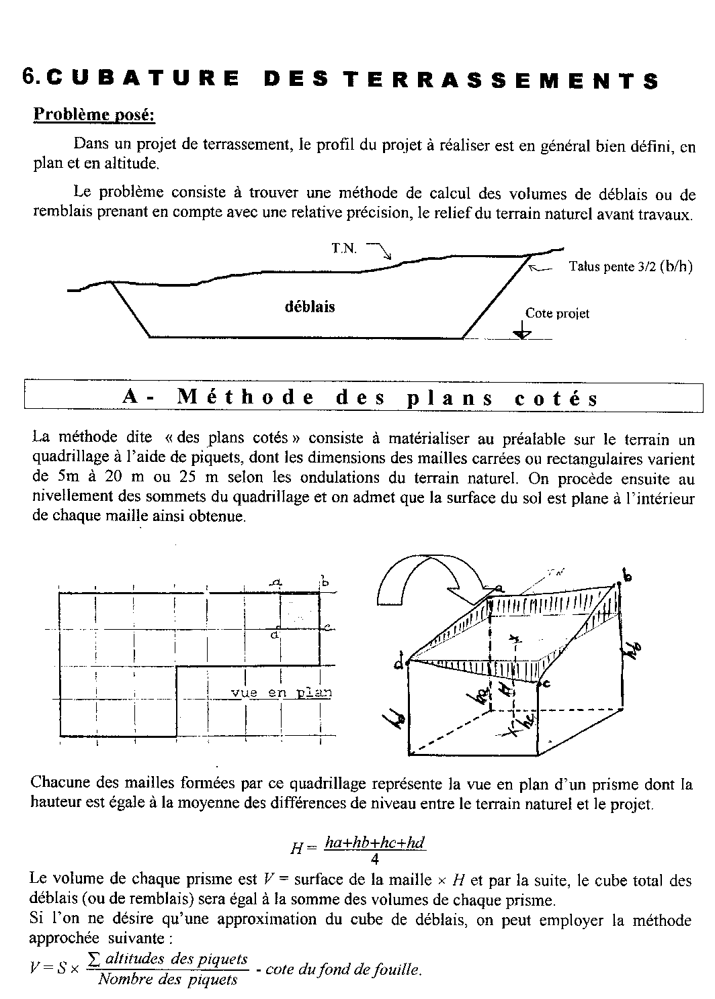 6. CUBATURE DES TERRASSEMENTS
Problème posé:
Dans un projet de terrassement, le profil du projet à réaliser est en général bien défini, en
plan et en altitude.
Le problème consiste à trouver une méthode de calcul des volumes de déblais ou de
remblais prenant en compte avec une relative précision, le relief du terrain naturel avant travaux.
T.N.
Talus pente 3/2 (b/h)
déblais
Cote projet
A- Méthode des plans cotés
La méthode dite « des plans cotés » consiste à matérialiser au préalable sur le terrain un
quadrillage à l'aide de piquets, dont les dimensions des mailles carrées ou rectangulaires varient
de 5m à 20 m ou 25 m selon les ondulations du terrain naturel. On procède ensuite au
nivellement des sommets du quadrillage et on admet que la surface du sol est plane à l'intérieur
de chaque maille ainsi obtenue.
a b
d c
vue en plan
T.N
a
b
d
c
ha
H
hc
hd
Chacune des mailles formées par ce quadrillage représente la vue en plan d'un prisme dont la
hauteur est égale à la moyenne des différences de niveau entre le terrain naturel et le projet.
H = ha+hb+hc+hd
4
Le volume de chaque prisme est V = surface de la maille × H et par la suite, le cube total des
déblais (ou de remblais) sera égal à la somme des volumes de chaque prisme.
Si l'on ne désire qu'une approximation du cube de déblais, on peut employer la méthode
approchée suivante :
V = S × ∑ altitudes des piquets
Nombre des piquets - cote du fond de fouille.